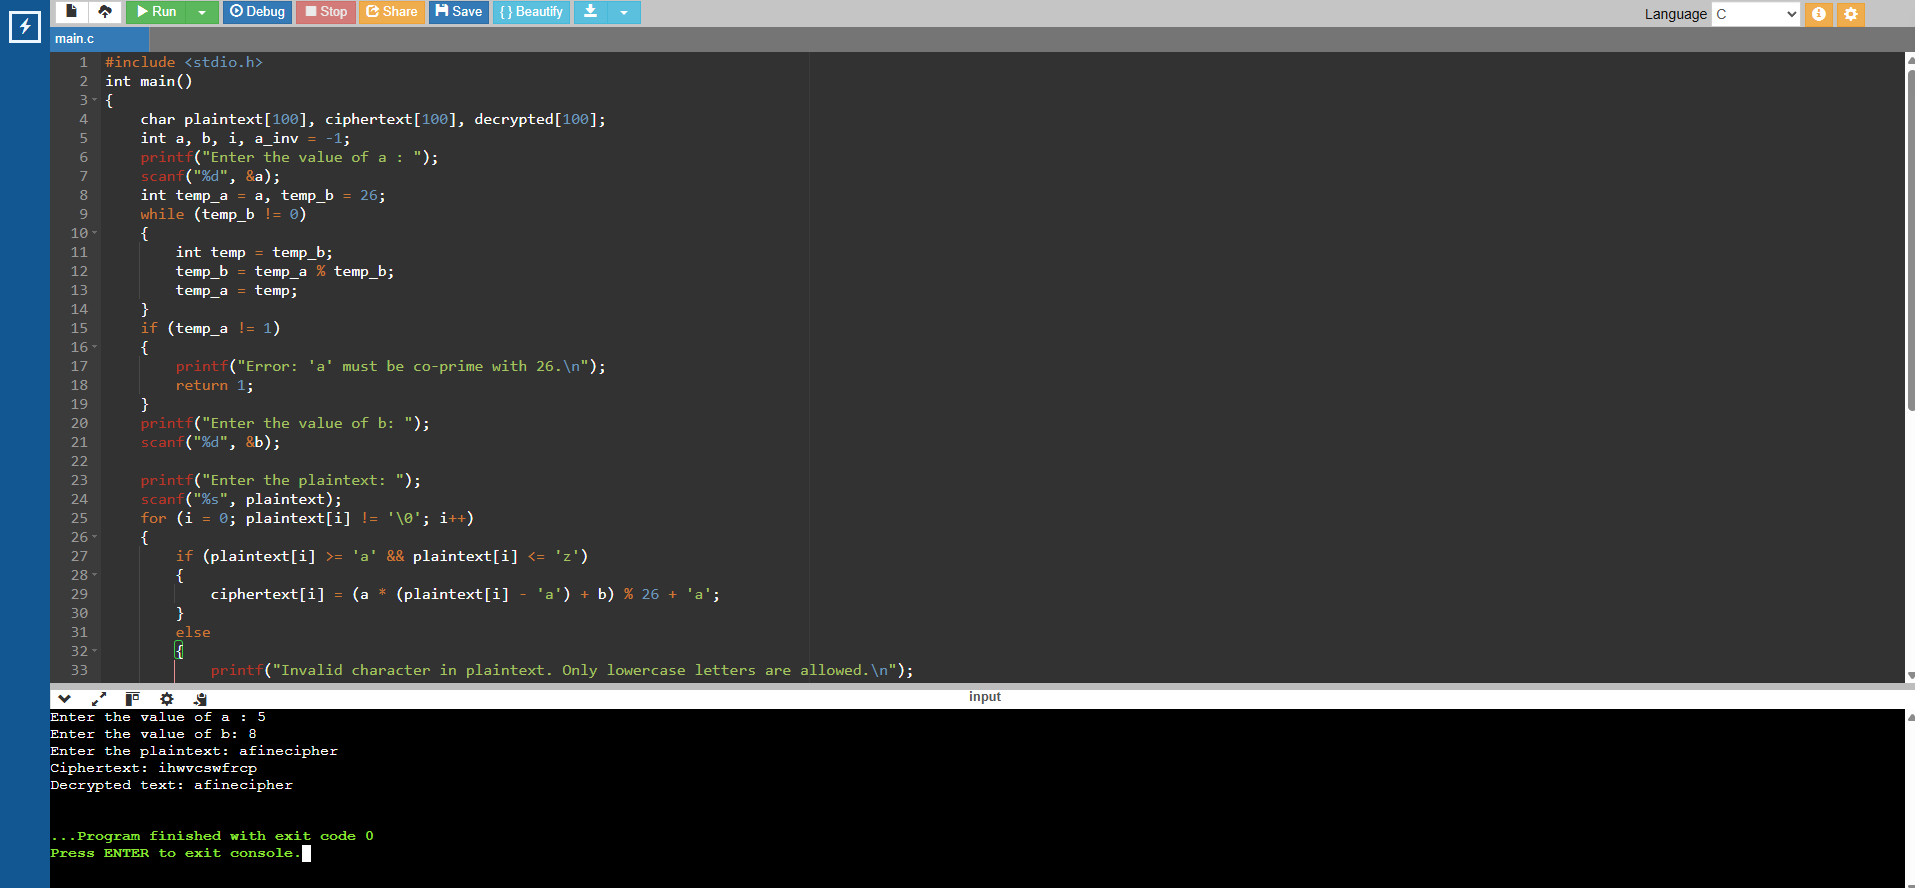 Run Debug Stop Share Save { } Beautify Language C
main.c
1 #include <stdio.h>
2 int main()
3 {
4     char plaintext[100], ciphertext[100], decrypted[100];
5     int a, b, i, a_inv = -1;
6     printf("Enter the value of a : ");
7     scanf("%d", &a);
8     int temp_a = a, temp_b = 26;
9     while (temp_b != 0)
10     {
11         int temp = temp_b;
12         temp_b = temp_a % temp_b;
13         temp_a = temp;
14     }
15     if (temp_a != 1)
16     {
17         printf("Error: 'a' must be co-prime with 26.\n");
18         return 1;
19     }
20     printf("Enter the value of b: ");
21     scanf("%d", &b);
22
23     printf("Enter the plaintext: ");
24     scanf("%s", plaintext);
25     for (i = 0; plaintext[i] != '\0'; i++)
26     {
27         if (plaintext[i] >= 'a' && plaintext[i] <= 'z')
28         {
29             ciphertext[i] = (a * (plaintext[i] - 'a') + b) % 26 + 'a';
30         }
31         else
32         {
33             printf("Invalid character in plaintext. Only lowercase letters are allowed.\n");
input
Enter the value of a : 5
Enter the value of b: 8
Enter the plaintext: afinecipher
Ciphertext: ihwvcswfrcp
Decrypted text: afinecipher
...Program finished with exit code 0
Press ENTER to exit console.